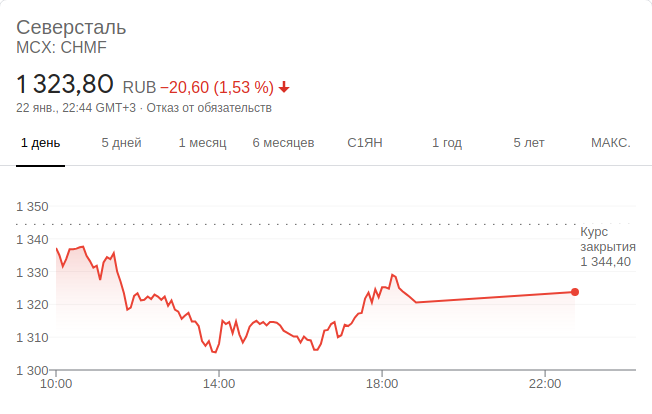 Северсталь
MCX: CHMF
1 323,80 RUB −20,60 (1,53 %)
22 янв., 22:44 GMT+3 · Отказ от обязательств
1 день 5 дней 1 месяц 6 месяцев С1ЯН 1 год 5 лет МАКС.
1 350
1 340
1 330
1 320
1 310
1 300
Курс
закрытия
1 344,40
10:00 14:00 18:00 22:00